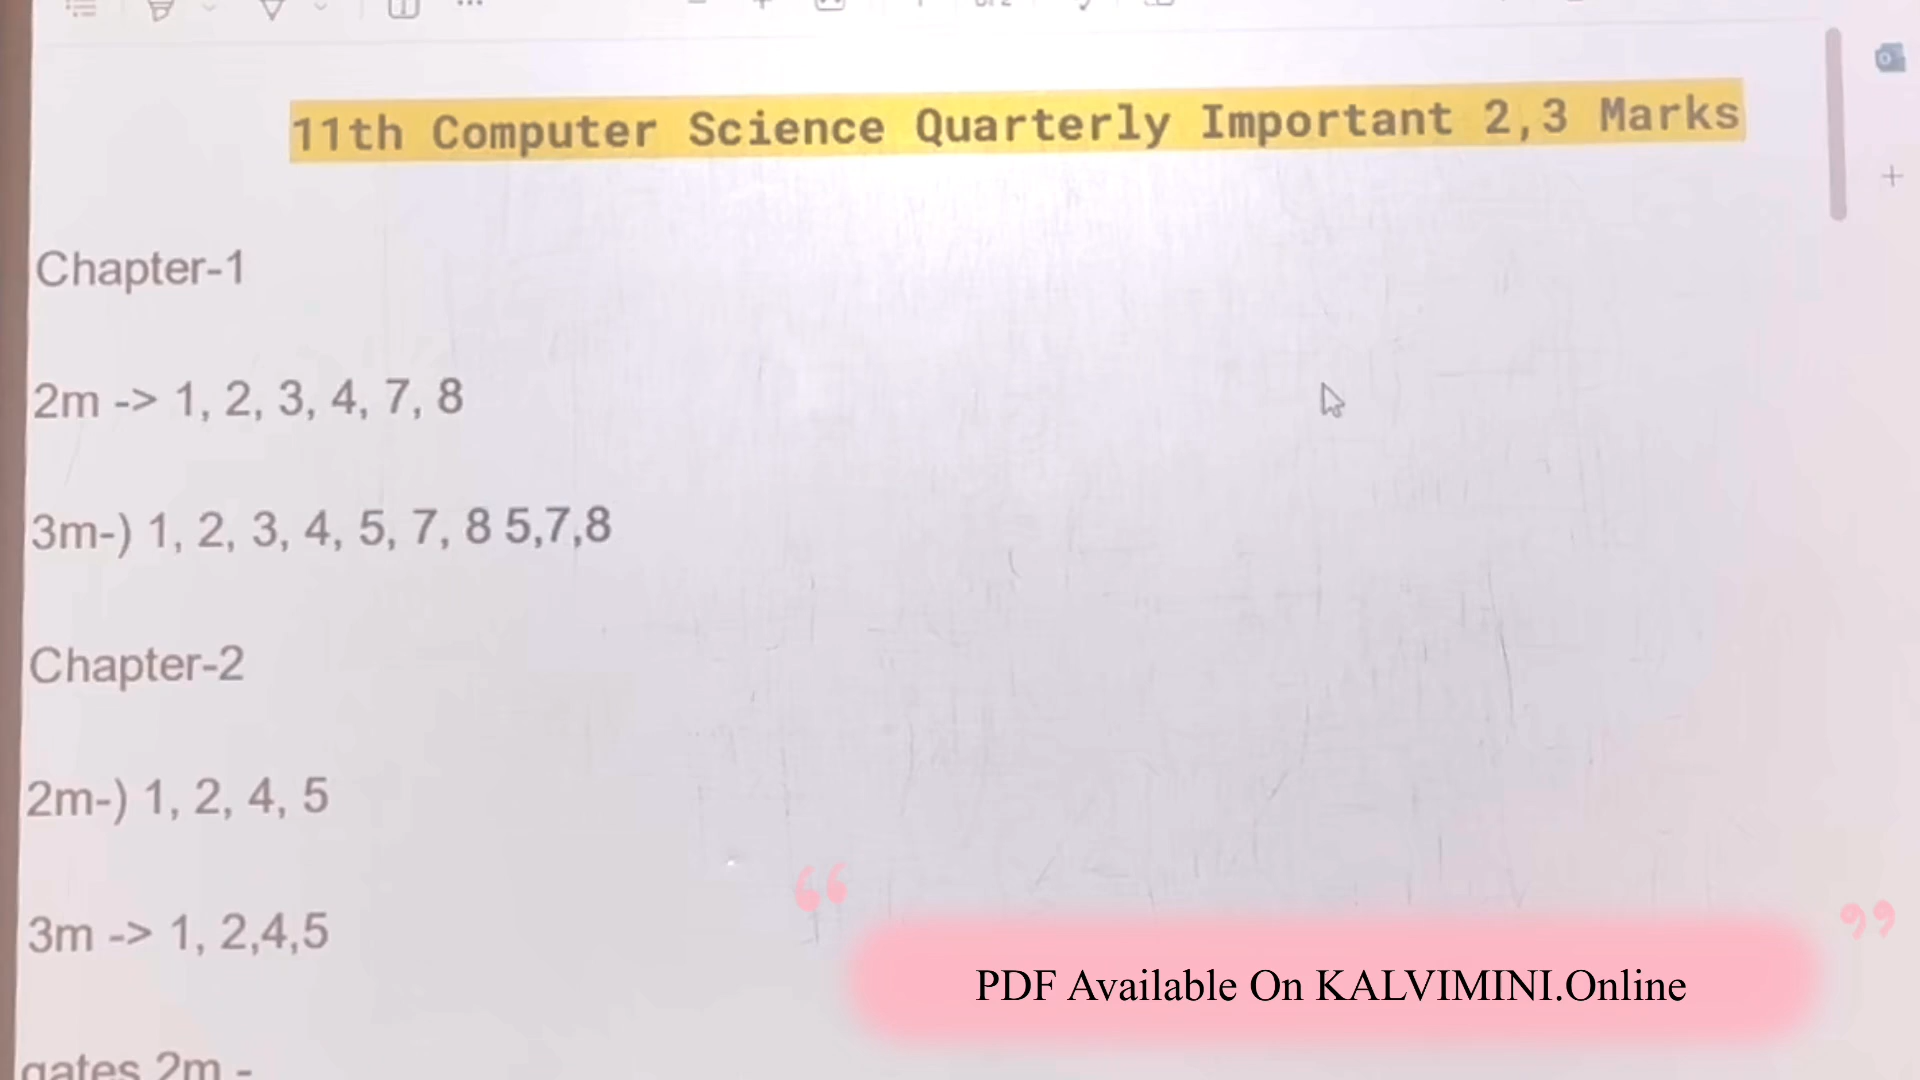 11th Computer Science Quarterly Important 2,3 Marks
Chapter-1
2m -> 1, 2, 3, 4, 7, 8
3m-) 1, 2, 3, 4, 5, 7, 8 5,7,8
Chapter-2
2m-) 1, 2, 4, 5
3m -> 1, 2,4,5
gates 2m -
PDF Available On KALVIMINI.Online